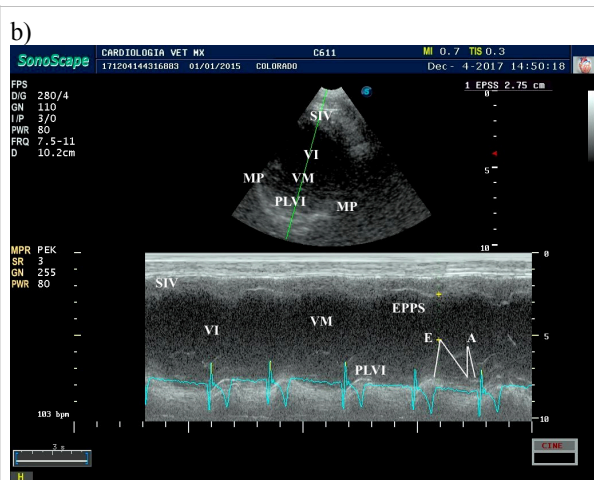 b)
SonoScape
CARDIOLOGIA VET MX C611 MI 0.7 TIS 0.3
171204144316883 01/01/2015 COLORADO Dec - 4 -2017 14:50:18
FPS
D/G 280/4
GN 110
I/P 3/0
PWR 80
FRQ 7.5-11
D 10.2cm
1 EPSS 2.75 cm
0
SIV
VI
5
MP VM
PLVI MP
10
MPR PEK
SR 3
GN 255
PWR 80
0
SIV
EPPS
VM
VI
5
E A
PLVI
103 bpm
10
3 s
CINE
H